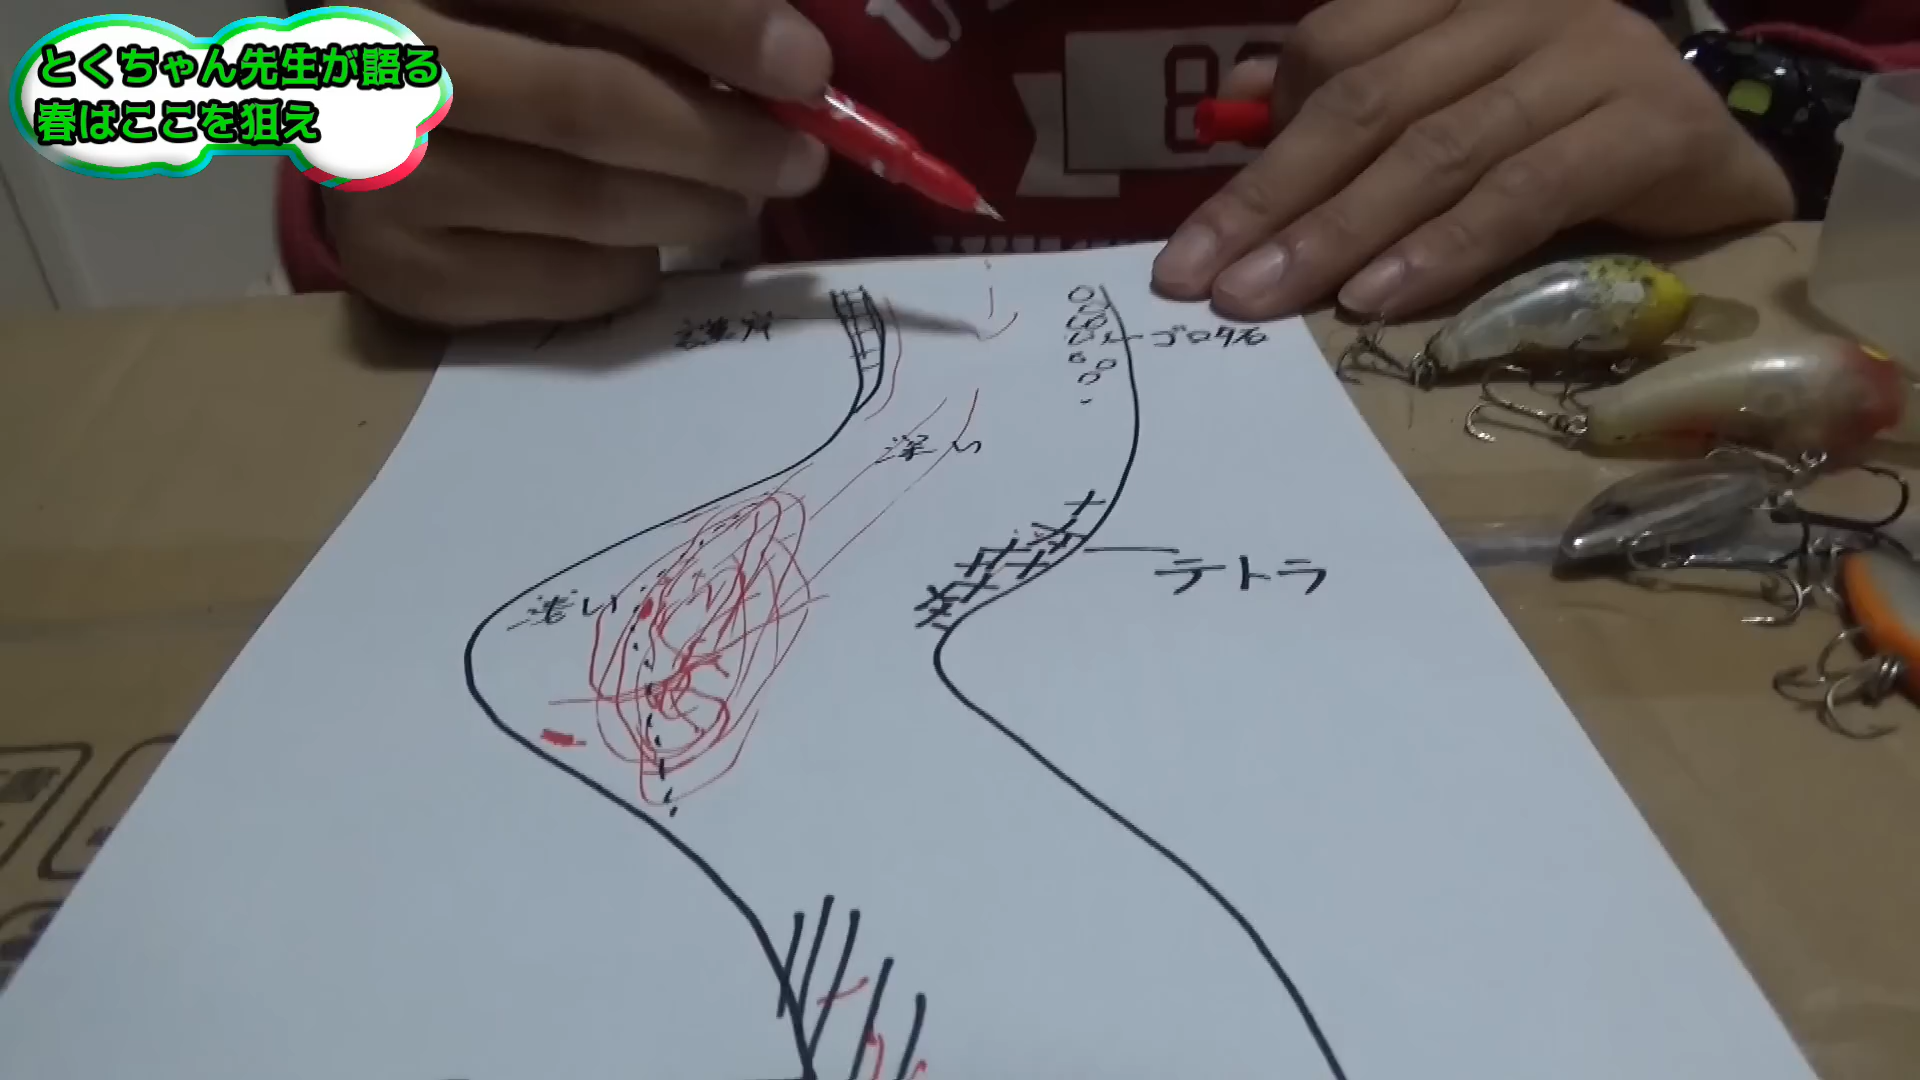 とくちゃん先生が語る
春はここを狙え
護岸
ゴロタ石
深い
テトラ
浅い